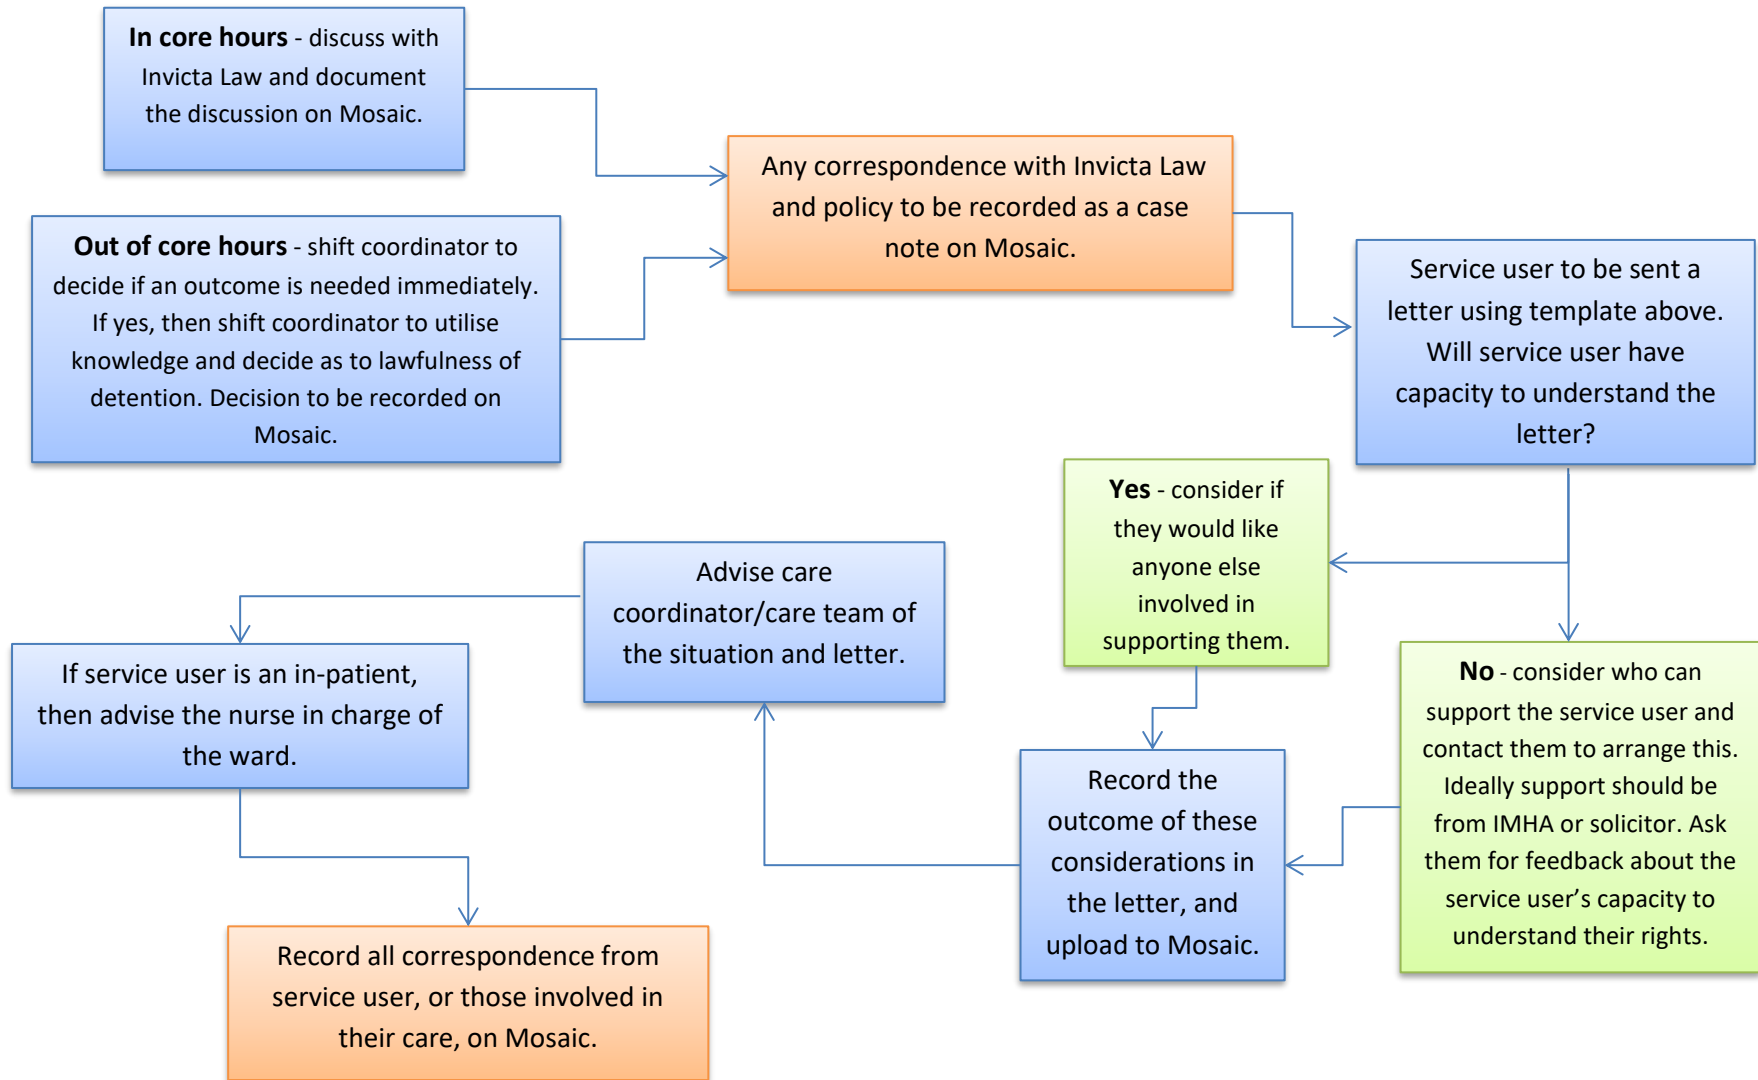 In core hours - discuss with
Invicta Law and document
the discussion on Mosaic.
Out of core hours - shift coordinator to
decide if an outcome is needed immediately.
If yes, then shift coordinator to utilise
knowledge and decide as to lawfulness of
detention. Decision to be recorded on
Mosaic.
Any correspondence with Invicta Law
and policy to be recorded as a case
note on Mosaic.
Service user to be sent a
letter using template above.
Will service user have
capacity to understand the
letter?
Yes - consider if
they would like
anyone else
involved in
supporting them.
No - consider who can
support the service user and
contact them to arrange this.
Ideally support should be
from IMHA or solicitor. Ask
them for feedback about the
service user’s capacity to
understand their rights.
Record the
outcome of these
considerations in
the letter, and
upload to Mosaic.
Advise care
coordinator/care team of
the situation and letter.
If service user is an in-patient,
then advise the nurse in charge of
the ward.
Record all correspondence from
service user, or those involved in
their care, on Mosaic.